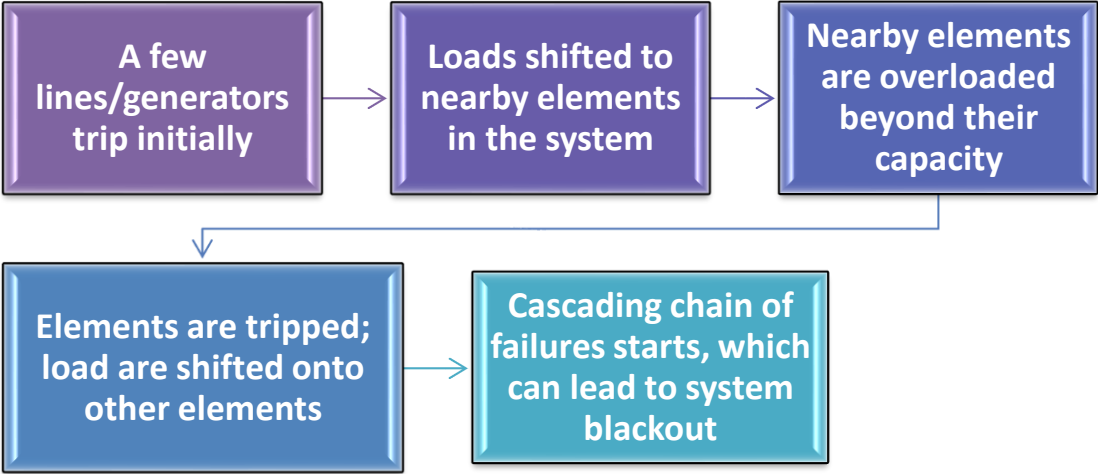 A few
lines/generators
trip initially
Loads shifted to
nearby elements
in the system
Nearby elements
are overloaded
beyond their
capacity
Elements are tripped;
load are shifted onto
other elements
Cascading chain of
failures starts, which
can lead to system
blackout